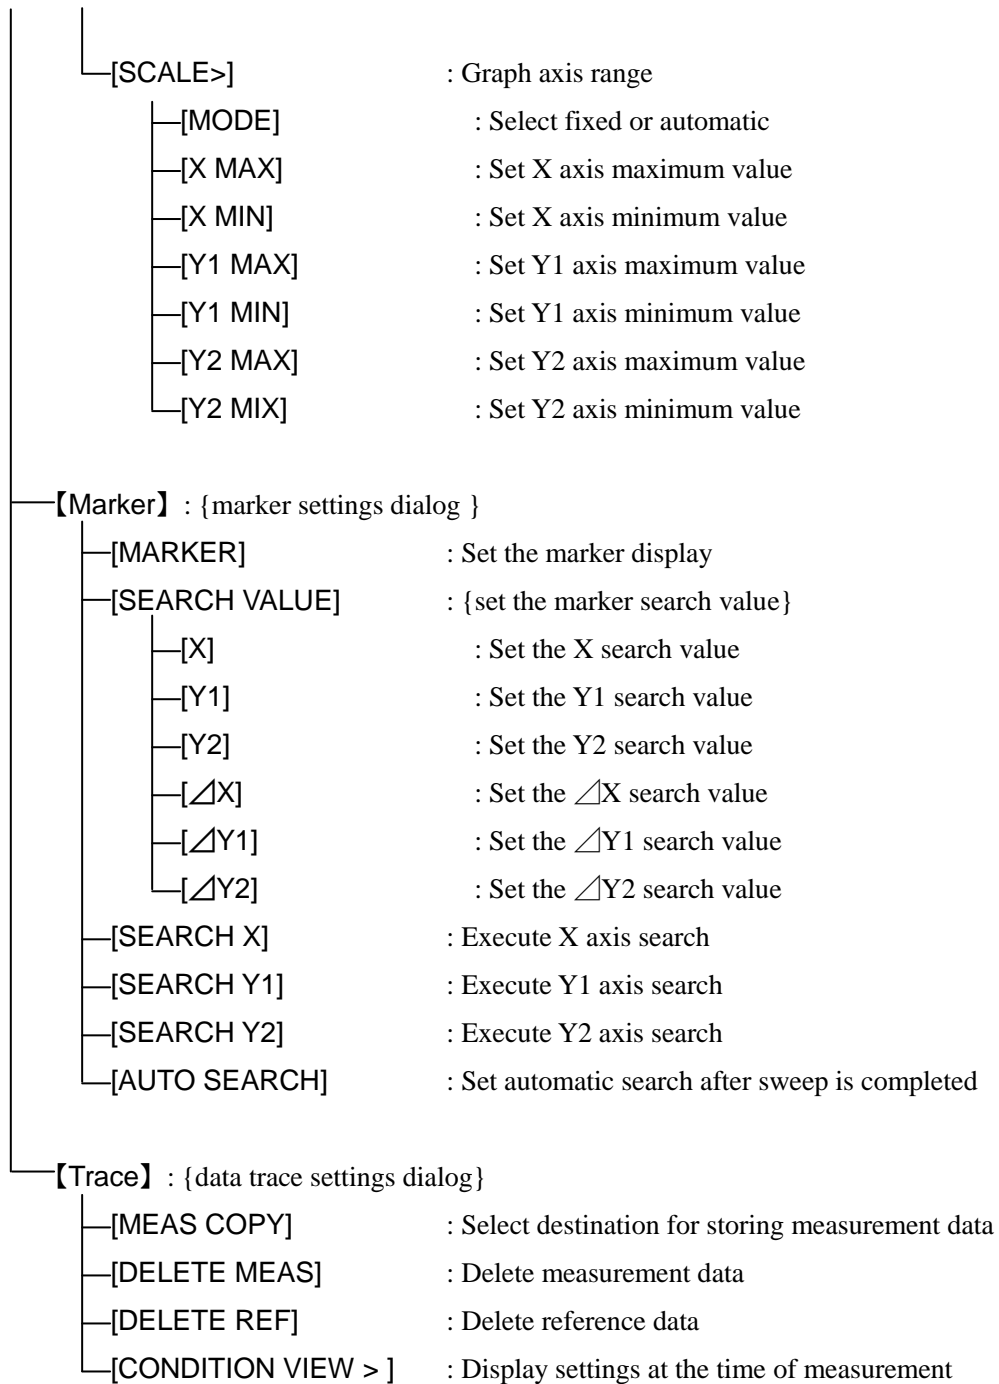 [SCALE>] : Graph axis range
[MODE] : Select fixed or automatic
[X MAX] : Set X axis maximum value
[X MIN] : Set X axis minimum value
[Y1 MAX] : Set Y1 axis maximum value
[Y1 MIN] : Set Y1 axis minimum value
[Y2 MAX] : Set Y2 axis maximum value
[Y2 MIX] : Set Y2 axis minimum value
【Marker】 : {marker settings dialog }
[MARKER] : Set the marker display
[SEARCH VALUE] : {set the marker search value}
[X] : Set the X search value
[Y1] : Set the Y1 search value
[Y2] : Set the Y2 search value
[⊿X] : Set the ⊿X search value
[⊿Y1] : Set the ⊿Y1 search value
[⊿Y2] : Set the ⊿Y2 search value
[SEARCH X] : Execute X axis search
[SEARCH Y1] : Execute Y1 axis search
[SEARCH Y2] : Execute Y2 axis search
[AUTO SEARCH] : Set automatic search after sweep is completed
【Trace】 : {data trace settings dialog}
[MEAS COPY] : Select destination for storing measurement data
[DELETE MEAS] : Delete measurement data
[DELETE REF] : Delete reference data
[CONDITION VIEW > ] : Display settings at the time of measurement